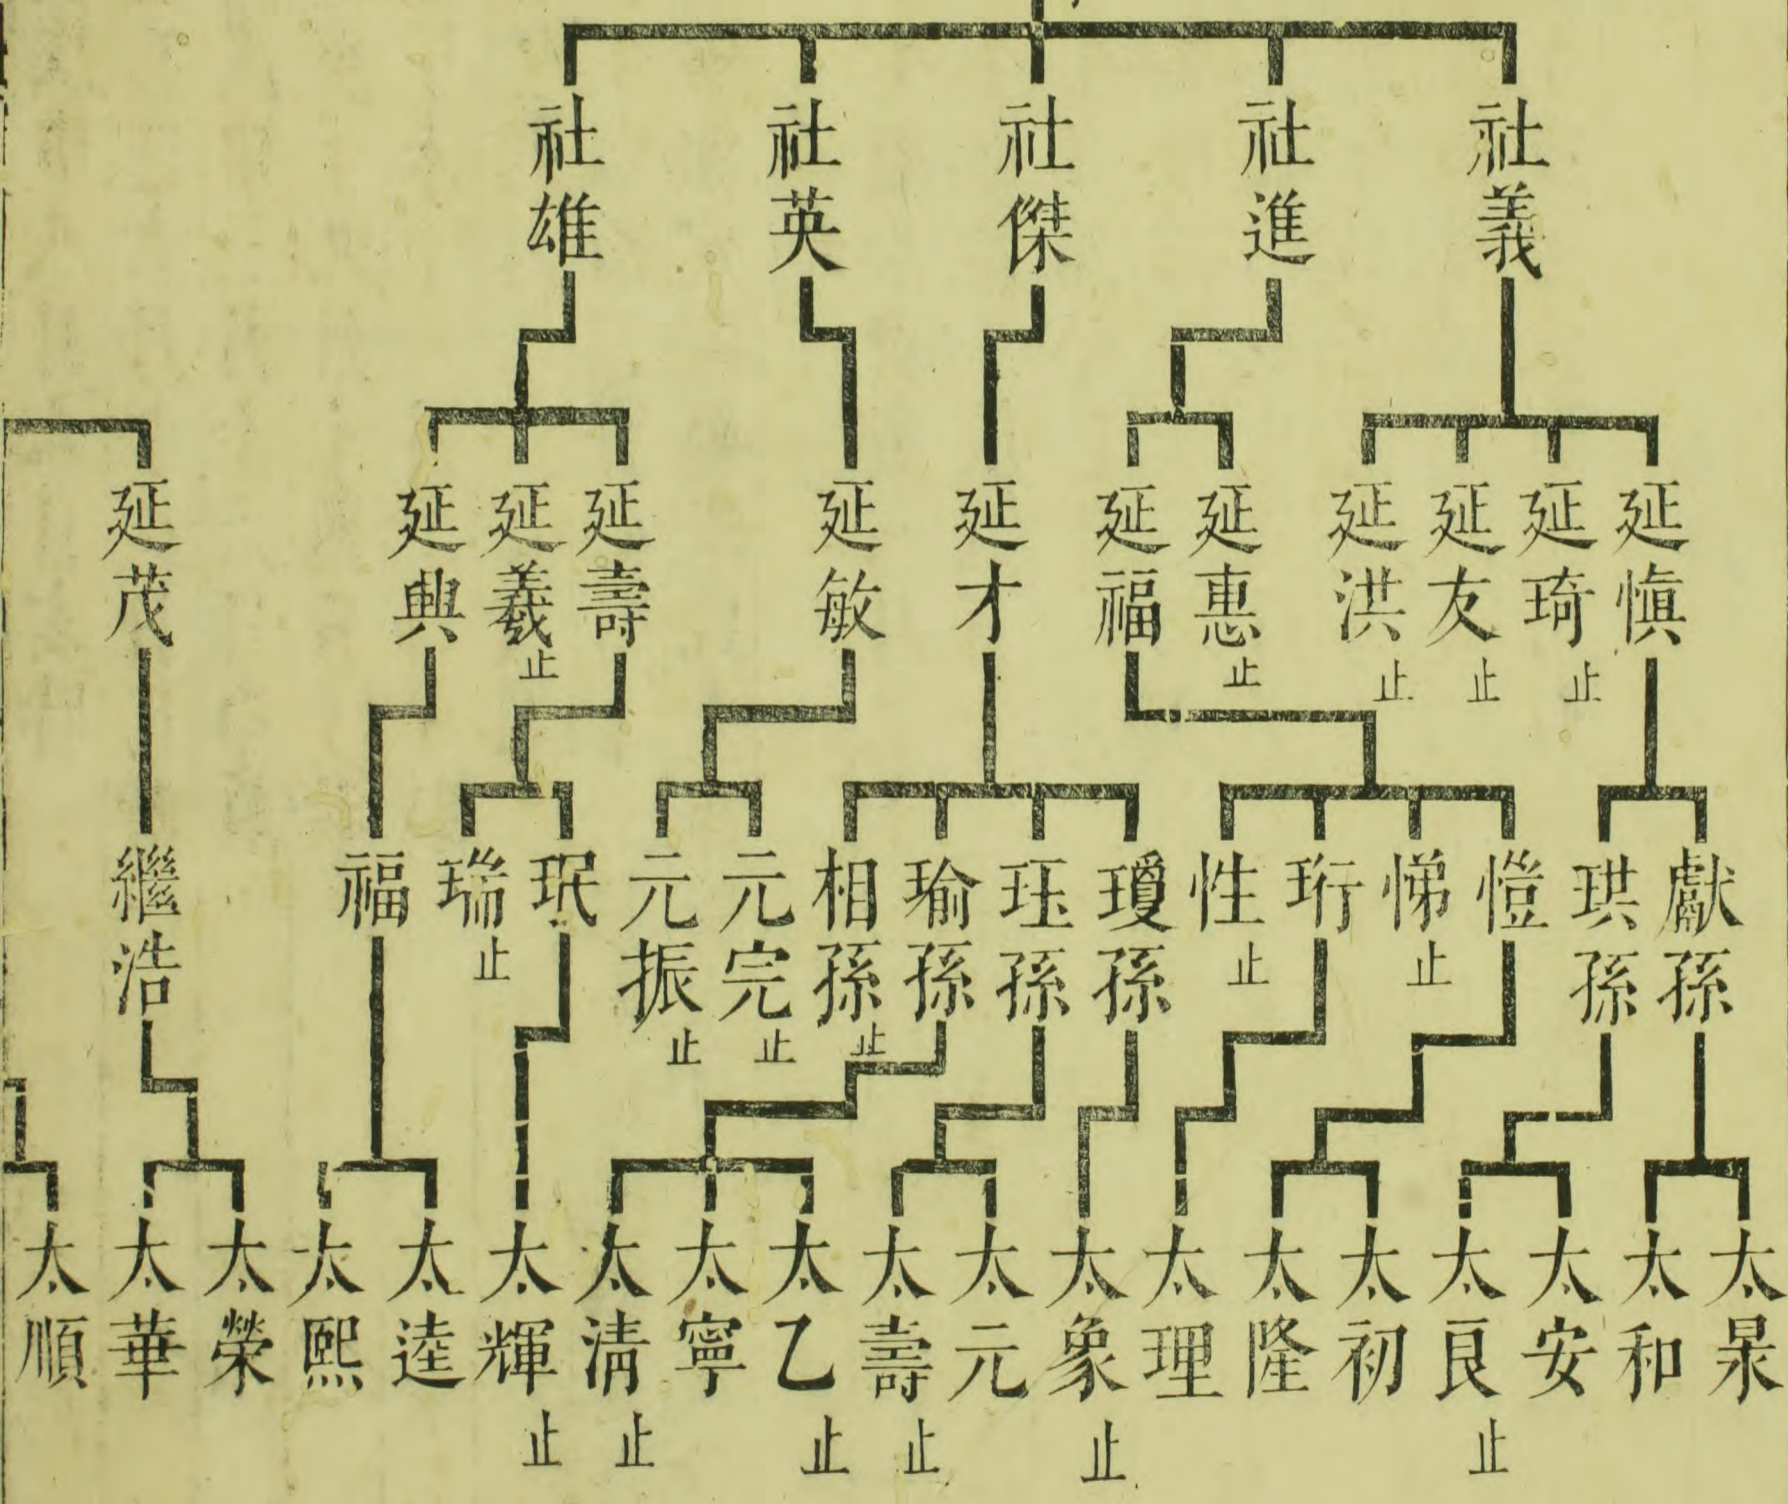 社義
社進
社傑
社英
社雄
延慎
延琦止
延友止
延洪止
延惠止
延福
延才
延敏
延壽
延羲止
延興
延茂
獻孫
珙孫
愷
悌止
珩
性止
瓊孫
珏孫
瑜孫
相孫止
元完止
元振止
珉
瑞止
福
繼浩
太杲
太和
太安
太良止
太初
太隆
太理
太象止
太元
太壽止
太乙止
太寧
太清止
太輝止
太逵
太熙
太榮
太華
太順